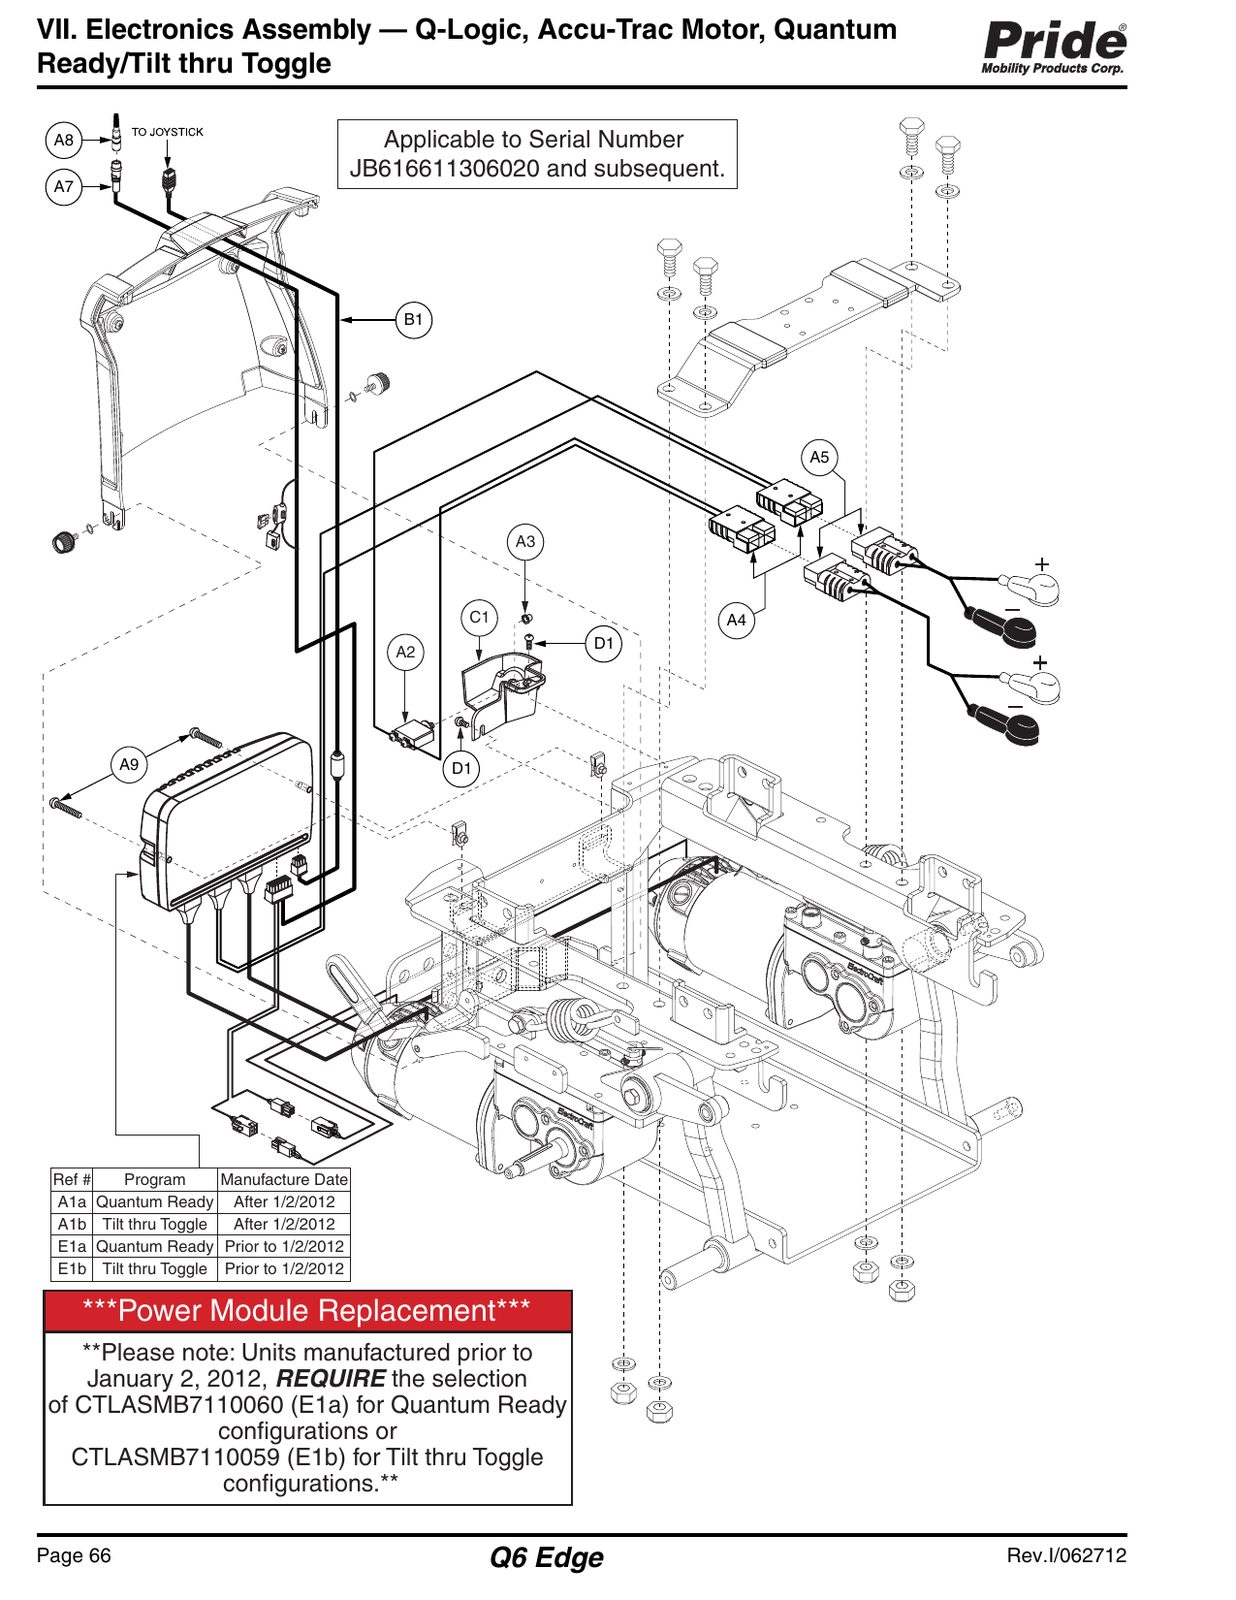 VII. Electronics Assembly — Q-Logic, Accu-Trac Motor, Quantum
Ready/Tilt thru Toggle
Pride®
Mobility Products Corp.
A8
TO JOYSTICK
A7
Applicable to Serial Number
JB616611306020 and subsequent.
B1
A5
A3
C1
D1
A4
A2
+
–
+
–
A9
D1
ElectroCraft
ElectroCraft
Ref # Program Manufacture Date
A1a Quantum Ready After 1/2/2012
A1b Tilt thru Toggle After 1/2/2012
E1a Quantum Ready Prior to 1/2/2012
E1b Tilt thru Toggle Prior to 1/2/2012
***Power Module Replacement***
**Please note: Units manufactured prior to
January 2, 2012, REQUIRE the selection
of CTLASMB7110060 (E1a) for Quantum Ready
configurations or
CTLASMB7110059 (E1b) for Tilt thru Toggle
configurations.**
Page 66
Q6 Edge
Rev.I/062712